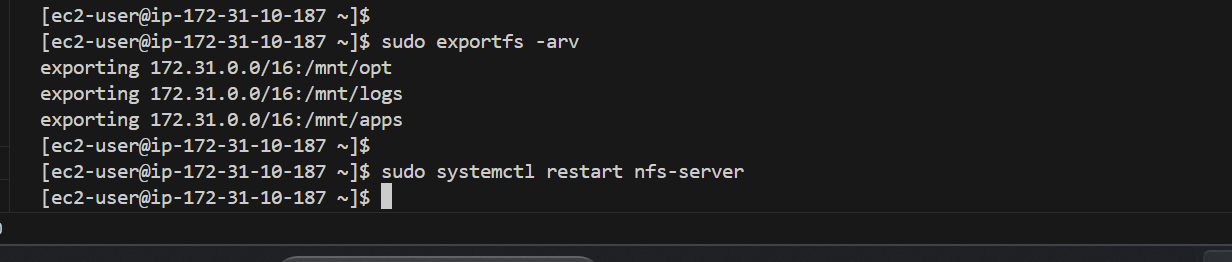 [ec2-user@ip-172-31-10-187 ~]$
[ec2-user@ip-172-31-10-187 ~]$ sudo exportfs -arv
exporting 172.31.0.0/16:/mnt/opt
exporting 172.31.0.0/16:/mnt/logs
exporting 172.31.0.0/16:/mnt/apps
[ec2-user@ip-172-31-10-187 ~]$
[ec2-user@ip-172-31-10-187 ~]$ sudo systemctl restart nfs-server
[ec2-user@ip-172-31-10-187 ~]$